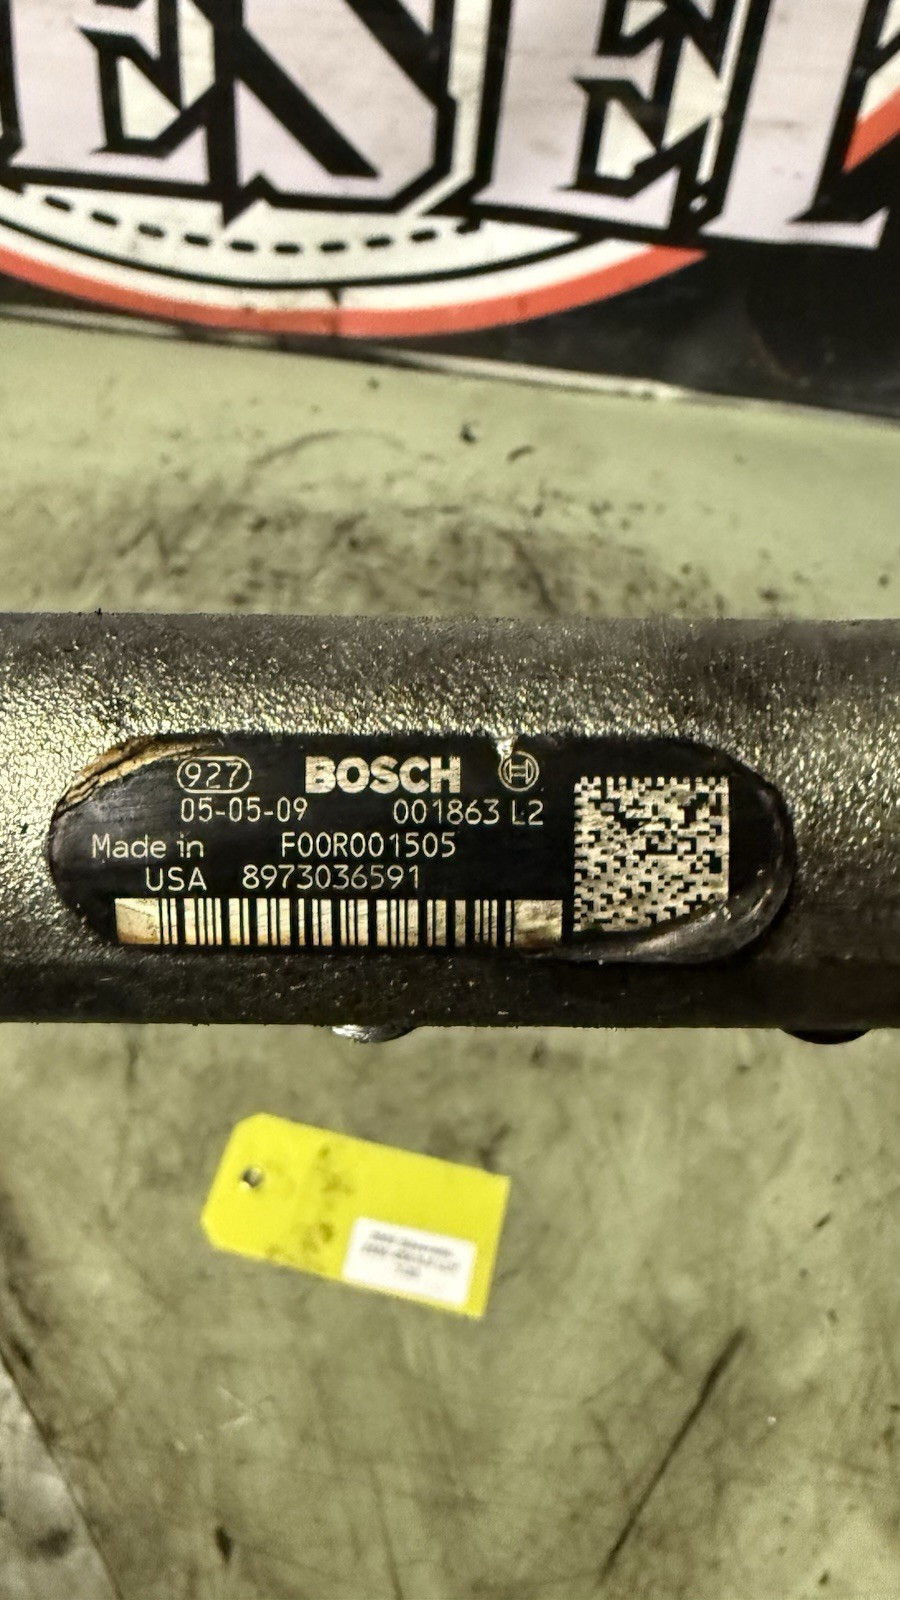 ESEL
927 BOSCH
05-05-09 001863 L2
Made in F00R001505
USA 8973036591